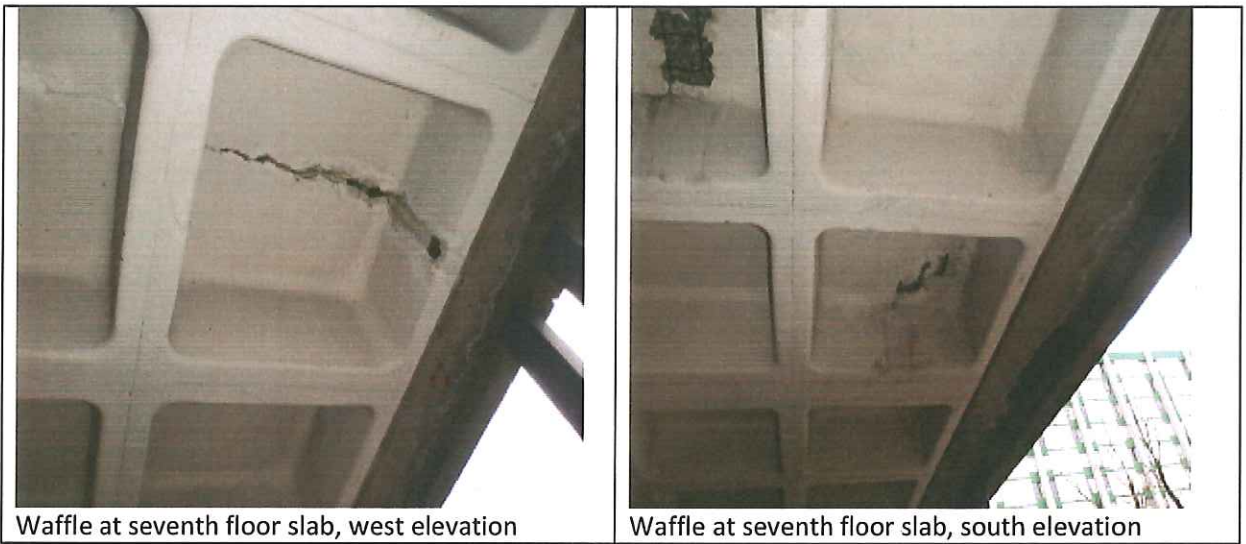 Waffle at seventh floor slab, west elevation
Waffle at seventh floor slab, south elevation